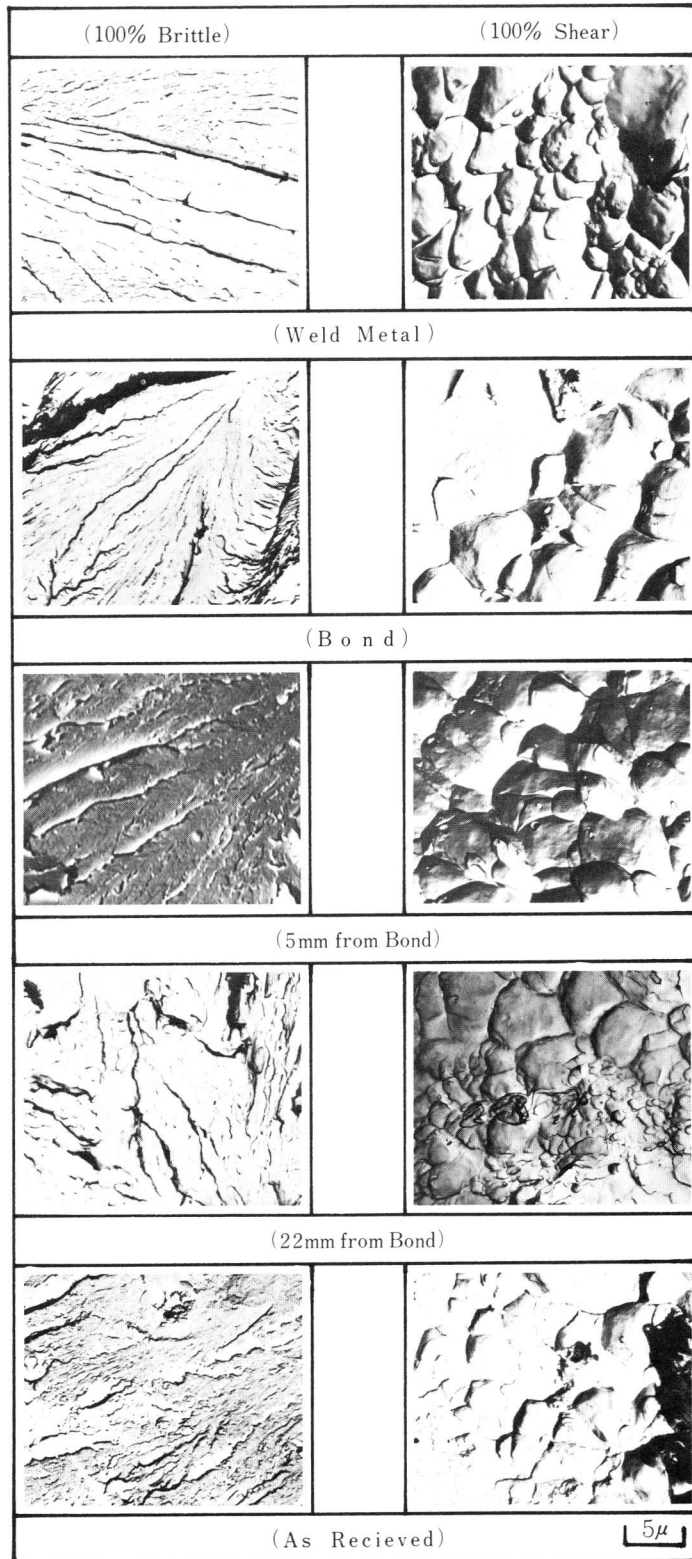 (100% Brittle) (100% Shear)
(Weld Metal)
(Bond)
(5mm from Bond)
(22mm from Bond)
(As Recieved) 5μ